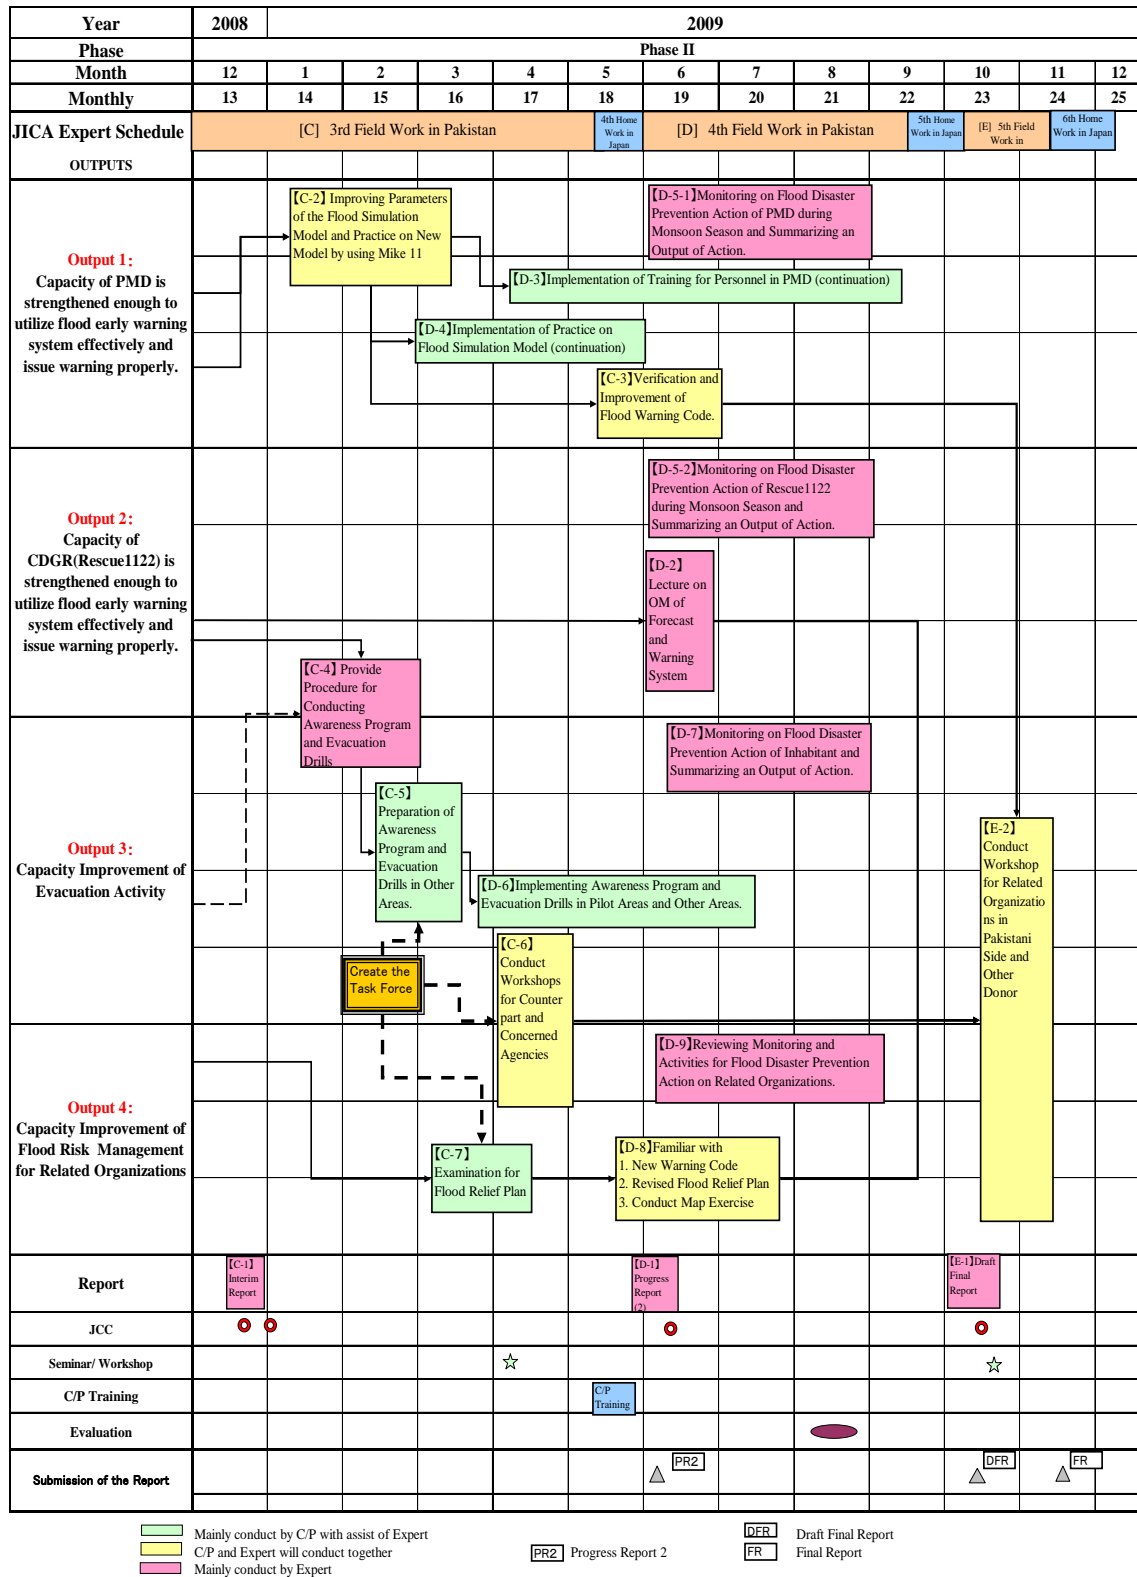 Year 2008 2009
Phase Phase II
Month 12 1 2 3 4 5 6 7 8 9 10 11 12
Monthly 13 14 15 16 17 18 19 20 21 22 23 24 25
JICA Expert Schedule
[C] 3rd Field Work in Pakistan
4th Home
Work in
Japan
[D] 4th Field Work in Pakistan
5th Home
Work in Japan
[E] 5th Field
Work in
6th Home
Work in Japan
OUTPUTS
Output 1:
Capacity of PMD is
strengthened enough to
utilize flood early warning
system effectively and
issue warning properly.
【C-2】Improving Parameters
of the Flood Simulation
Model and Practice on New
Model by using Mike 11
【D-5-1】Monitoring on Flood Disaster
Prevention Action of PMD during
Monsoon Season and Summarizing an
Output of Action.
【D-3】Implementation of Training for Personnel in PMD (continuation)
【D-4】Implementation of Practice on
Flood Simulation Model (continuation)
【C-3】Verification and
Improvement of
Flood Warning Code.
Output 2:
Capacity of
CDGR(Rescue1122) is
strengthened enough to
utilize flood early warning
system effectively and
issue warning properly.
【D-5-2】Monitoring on Flood Disaster
Prevention Action of Rescue1122
during Monsoon Season and
Summarizing an Output of Action.
【D-2】
Lecture on
OM of
Forecast
and
Warning
System
【C-4】Provide
Procedure for
Conducting
Awareness Program
and Evacuation
Drills
Output 3:
Capacity Improvement of
Evacuation Activity
【D-7】Monitoring on Flood Disaster
Prevention Action of Inhabitant and
Summarizing an Output of Action.
【C-5】
Preparation of
Awareness
Program and
Evacuation
Drills in Other
Areas.
【D-6】Implementing Awareness Program and
Evacuation Drills in Pilot Areas and Other Areas.
【E-2】
Conduct
Workshop
for Related
Organizatio
ns in
Pakistani
Side and
Other
Donor
Create the
Task Force
【C-6】
Conduct
Workshops
for Counter
part and
Concerned
Agencies
Output 4:
Capacity Improvement of
Flood Risk Management
for Related Organizations
【D-9】Reviewing Monitoring and
Activities for Flood Disaster Prevention
Action on Related Organizations.
【C-7】
Examination for
Flood Relief Plan
【D-8】Familiar with
1. New Warning Code
2. Revised Flood Relief Plan
3. Conduct Map Exercise
Report
【C-1】
Interim
Report
【D-1】
Progress
Report
(2)
【E-1】Draft
Final
Report
JCC
Seminar/ Workshop
C/P Training
C/P
Training
Evaluation
Submission of the Report
PR2
DFR
FR
Mainly conduct by C/P with assist of Expert
C/P and Expert will conduct together
Mainly conduct by Expert
PR2 Progress Report 2
DFR Draft Final Report
FR Final Report